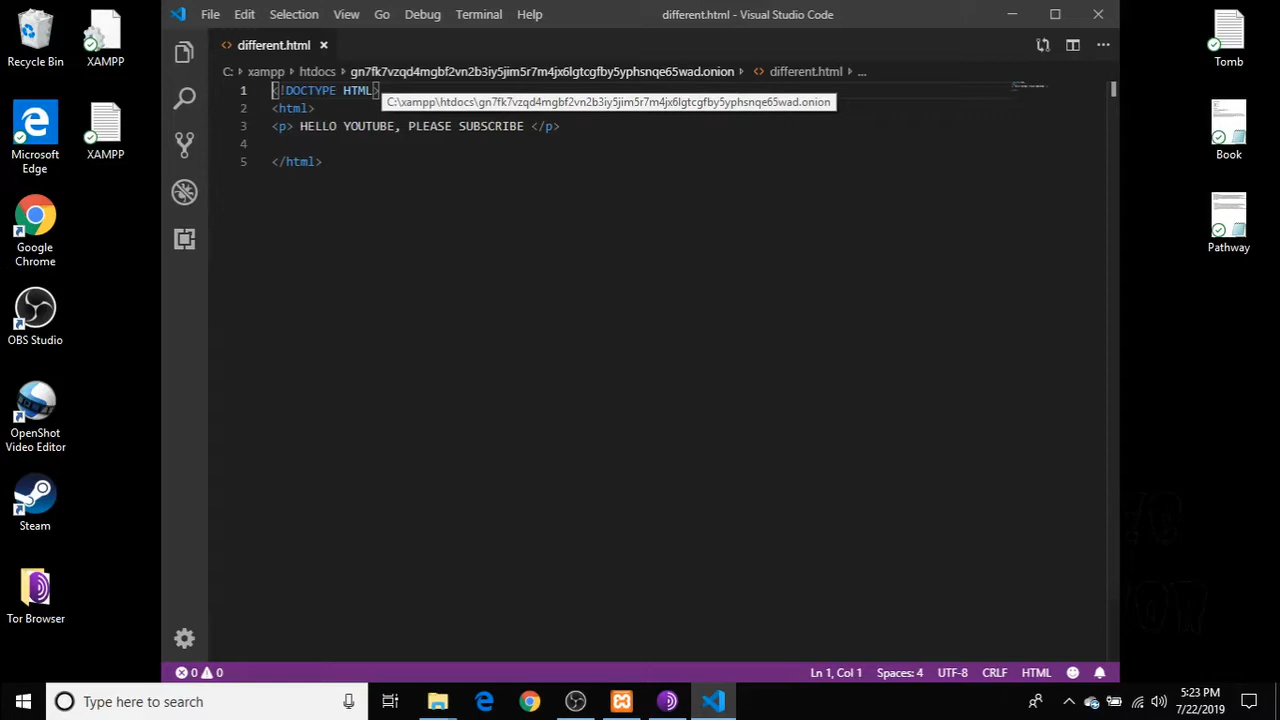 Recycle Bin
XAMPP
Microsoft
Edge
XAMPP
Google
Chrome
OBS Studio
OpenShot
Video Editor
Steam
Tor Browser
File Edit Selection View Go Debug Terminal Help
different.html - Visual Studio Code
different.html
C: > xampp > htdocs > gn7fk7vzqd4mgbf2vn2b3iy5jim5r7m4jx6lgtcgfby5yphsnqe65wad.onion > <> different.html > ...
1 <!DOCTYPE HTML>
C:\xampp\htdocs\gn7fk7vzqd4mgbf2vn2b3iy5jim5r7m4jx6lgtcgfby5yphsnqe65wad.onion
2 <html>
3 <p> HELLO YOUTUBE, PLEASE SUBSCRIBE </p>
4
5 </html>
0 0
Ln 1, Col 1 Spaces: 4 UTF-8 CRLF HTML
Tomb
Book
Pathway
Type here to search
5:23 PM
7/22/2019